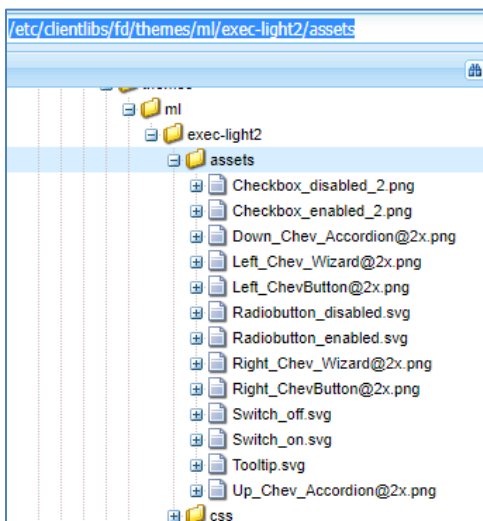 /etc/clientlibs/fd/themes/ml/exec-light2/assets
themes
ml
exec-light2
assets
Checkbox_disabled_2.png
Checkbox_enabled_2.png
Down_Chev_Accordion@2x.png
Left_Chev_Wizard@2x.png
Left_ChevButton@2x.png
Radiobutton_disabled.svg
Radiobutton_enabled.svg
Right_Chev_Wizard@2x.png
Right_ChevButton@2x.png
Switch_off.svg
Switch_on.svg
Tooltip.svg
Up_Chev_Accordion@2x.png
css